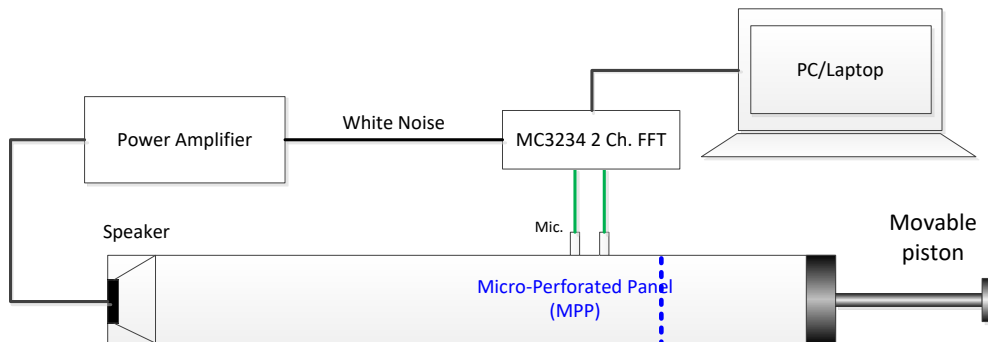 PC/Laptop
Power Amplifier
White Noise
MC3234 2 Ch. FFT
Speaker
Mic.
Movable
piston
Micro-Perforated Panel
(MPP)